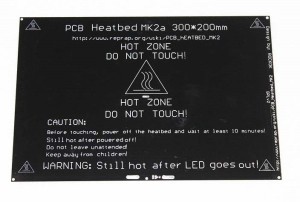 PCB Heatbed MK2a 300*200mm
http://www.reprap.org/wiki/PCB_HEATBED_MK2
HOT ZONE
DO NOT TOUCH!
HOT ZONE
DO NOT TOUCH!
CAUTION:
Before touching, power off the heatbed and wait at least 10 minutes!
Still hot after powered off!
Do not leave unattended!
Keep away from children!
WARNING: Still hot after LED goes out!